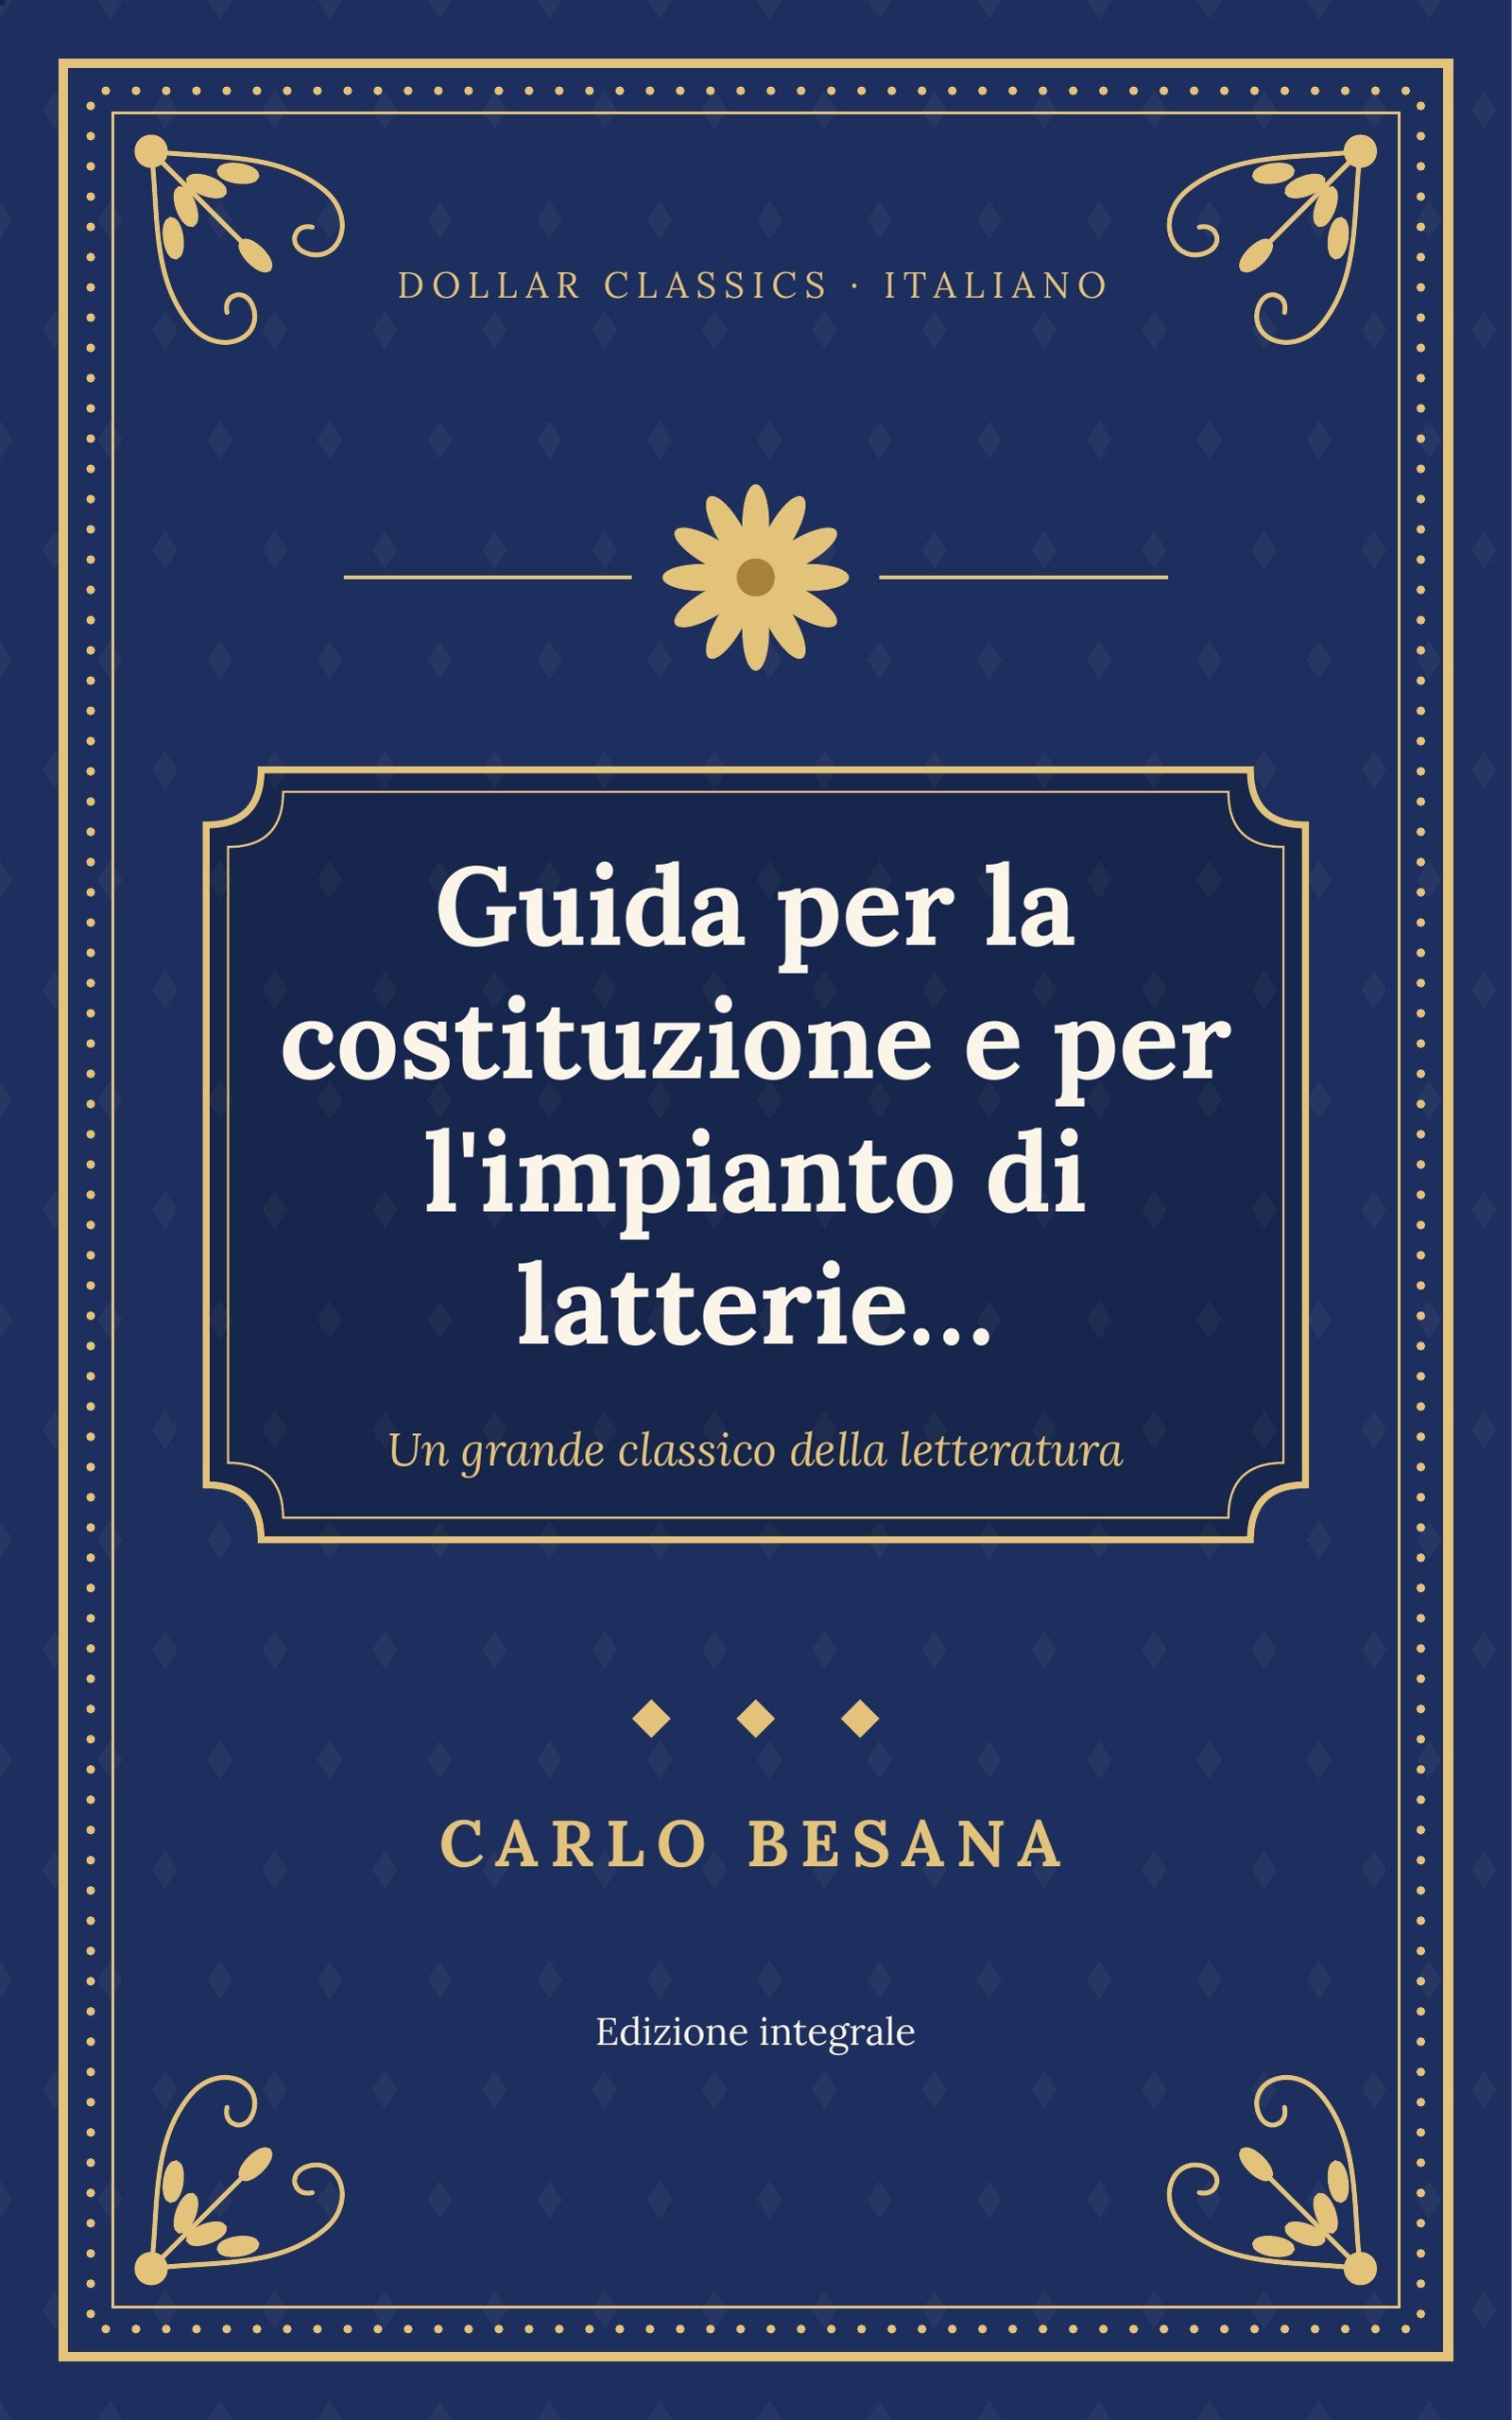 DOLLAR CLASSICS · ITALIANO
Guida per la
costituzione e per
l'impianto di
latterie...
Un grande classico della letteratura
CARLO BESANA
Edizione integrale